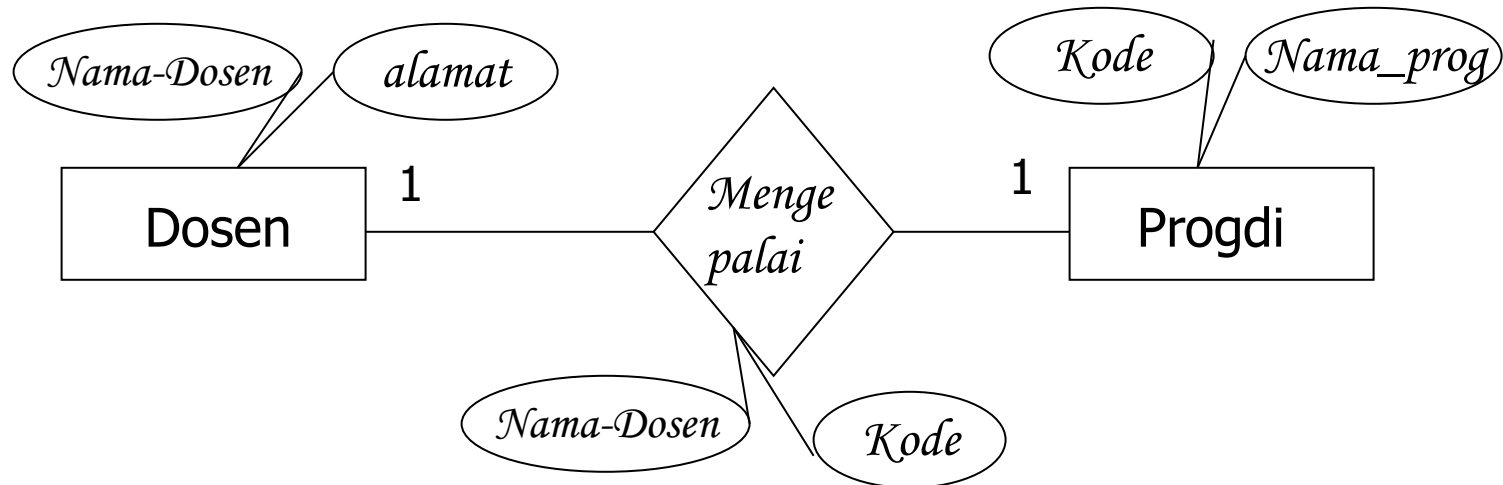 Nama-Dosen
alamat
Kode
Nama_prog
Dosen
1
Menge
palai
1
Progdi
Nama-Dosen
Kode